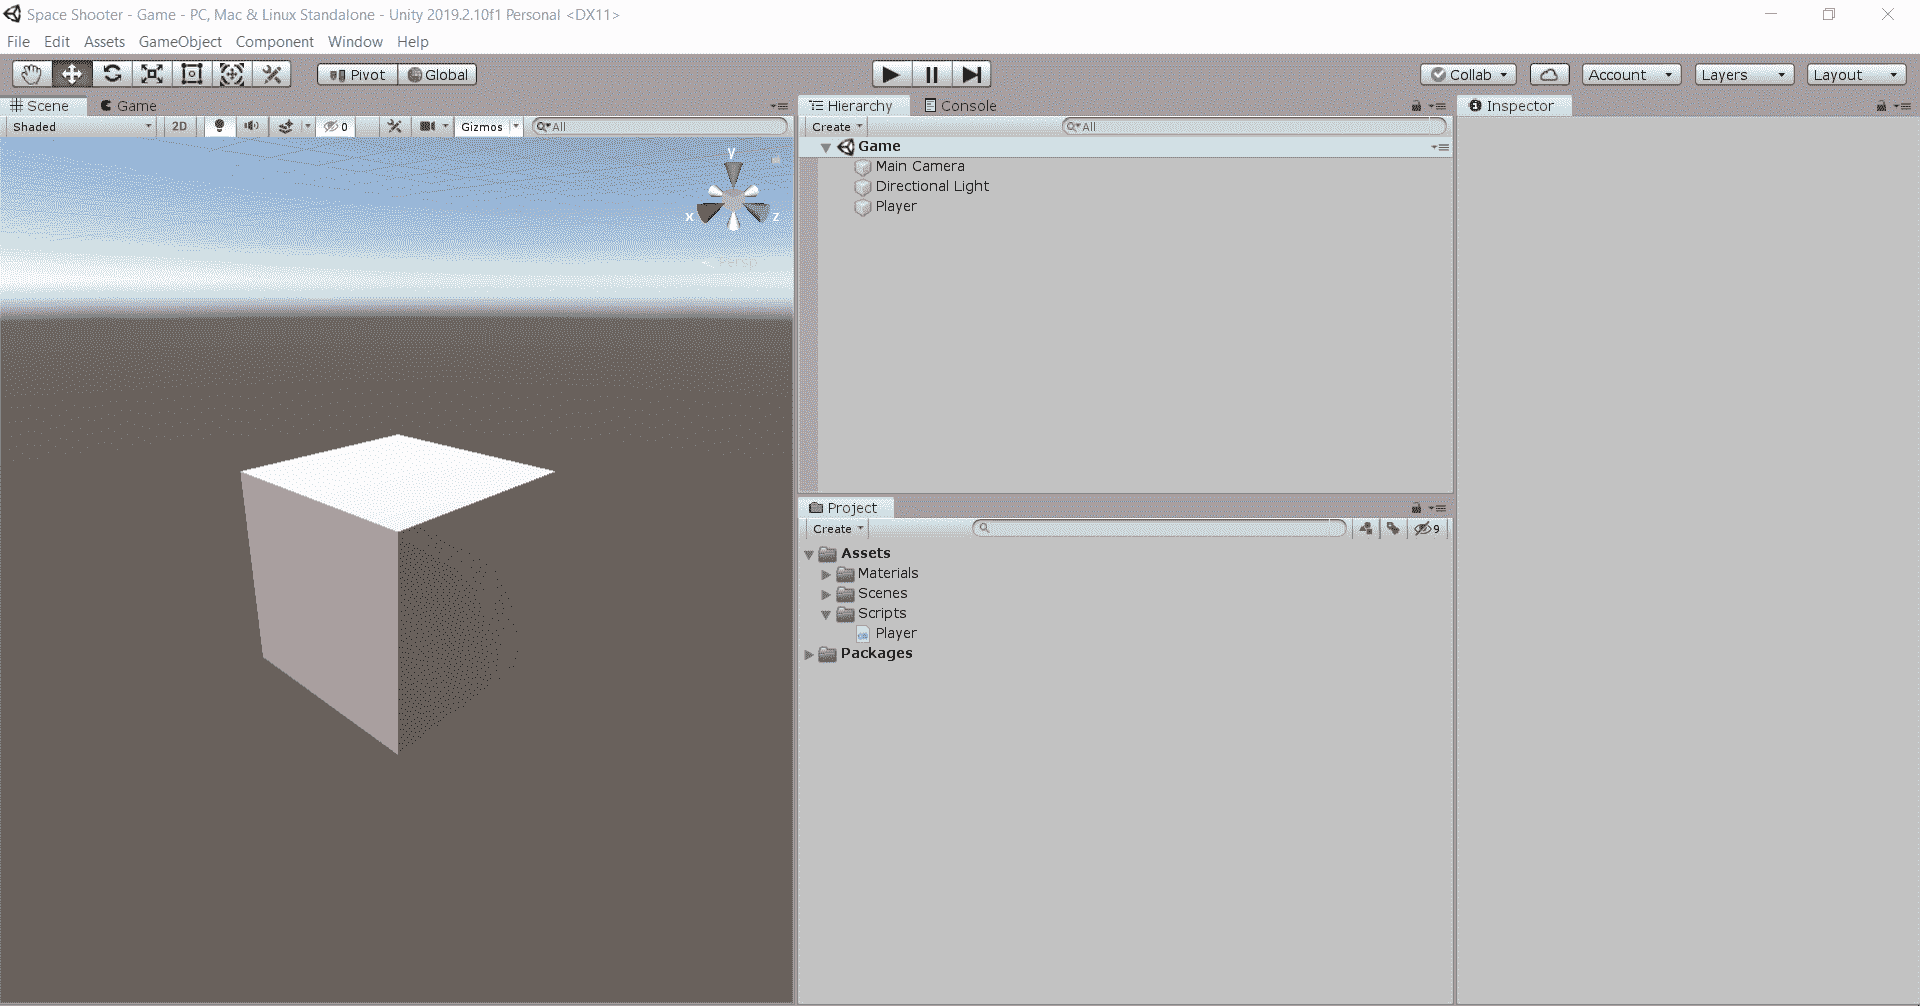 Space Shooter - Game - PC, Mac & Linux Standalone - Unity 2019.2.10f1 Personal <DX11>
File Edit Assets GameObject Component Window Help
Pivot Global Collab Account Layers Layout
Scene Game
Shaded 2D 0 Gizmos All
y
x z
Persp
Hierarchy Console
Create All
Game
Main Camera
Directional Light
Player
Project
Create 9
Assets
Materials
Scenes
Scripts
Player
Packages
Inspector